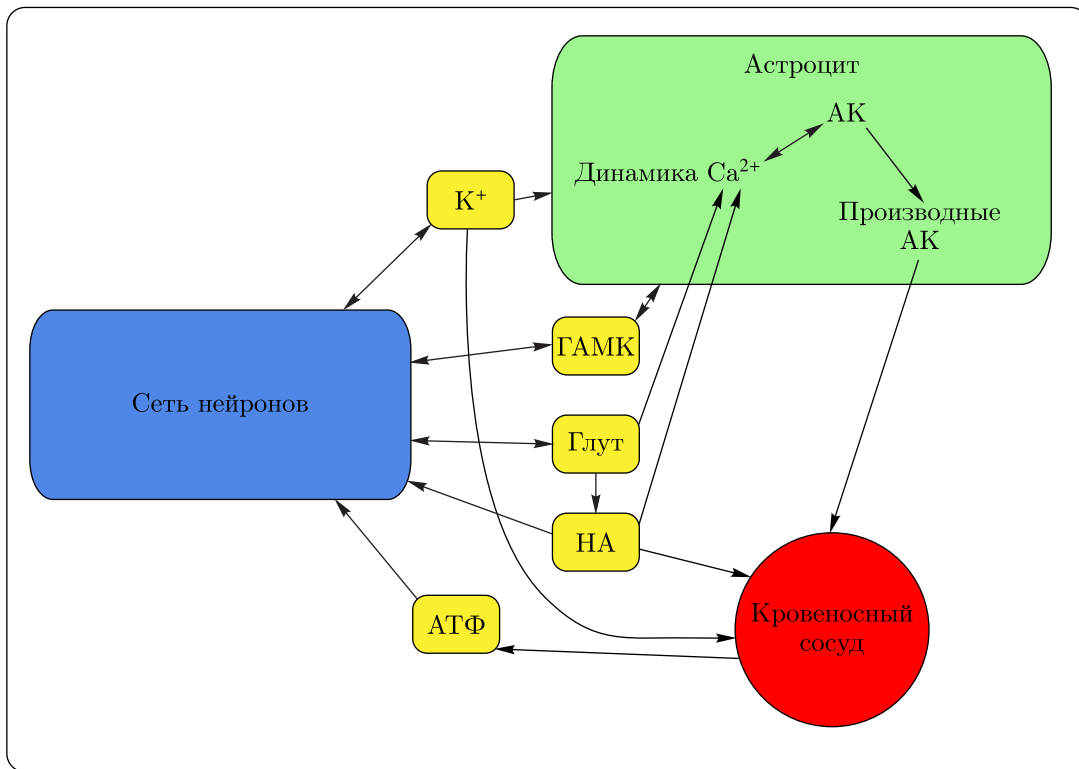 Астроцит
АК
Динамика Ca²⁺
K⁺
Производные
АК
ГАМК
Сеть нейронов
Глут
НА
АТФ
Кровеносный
сосуд